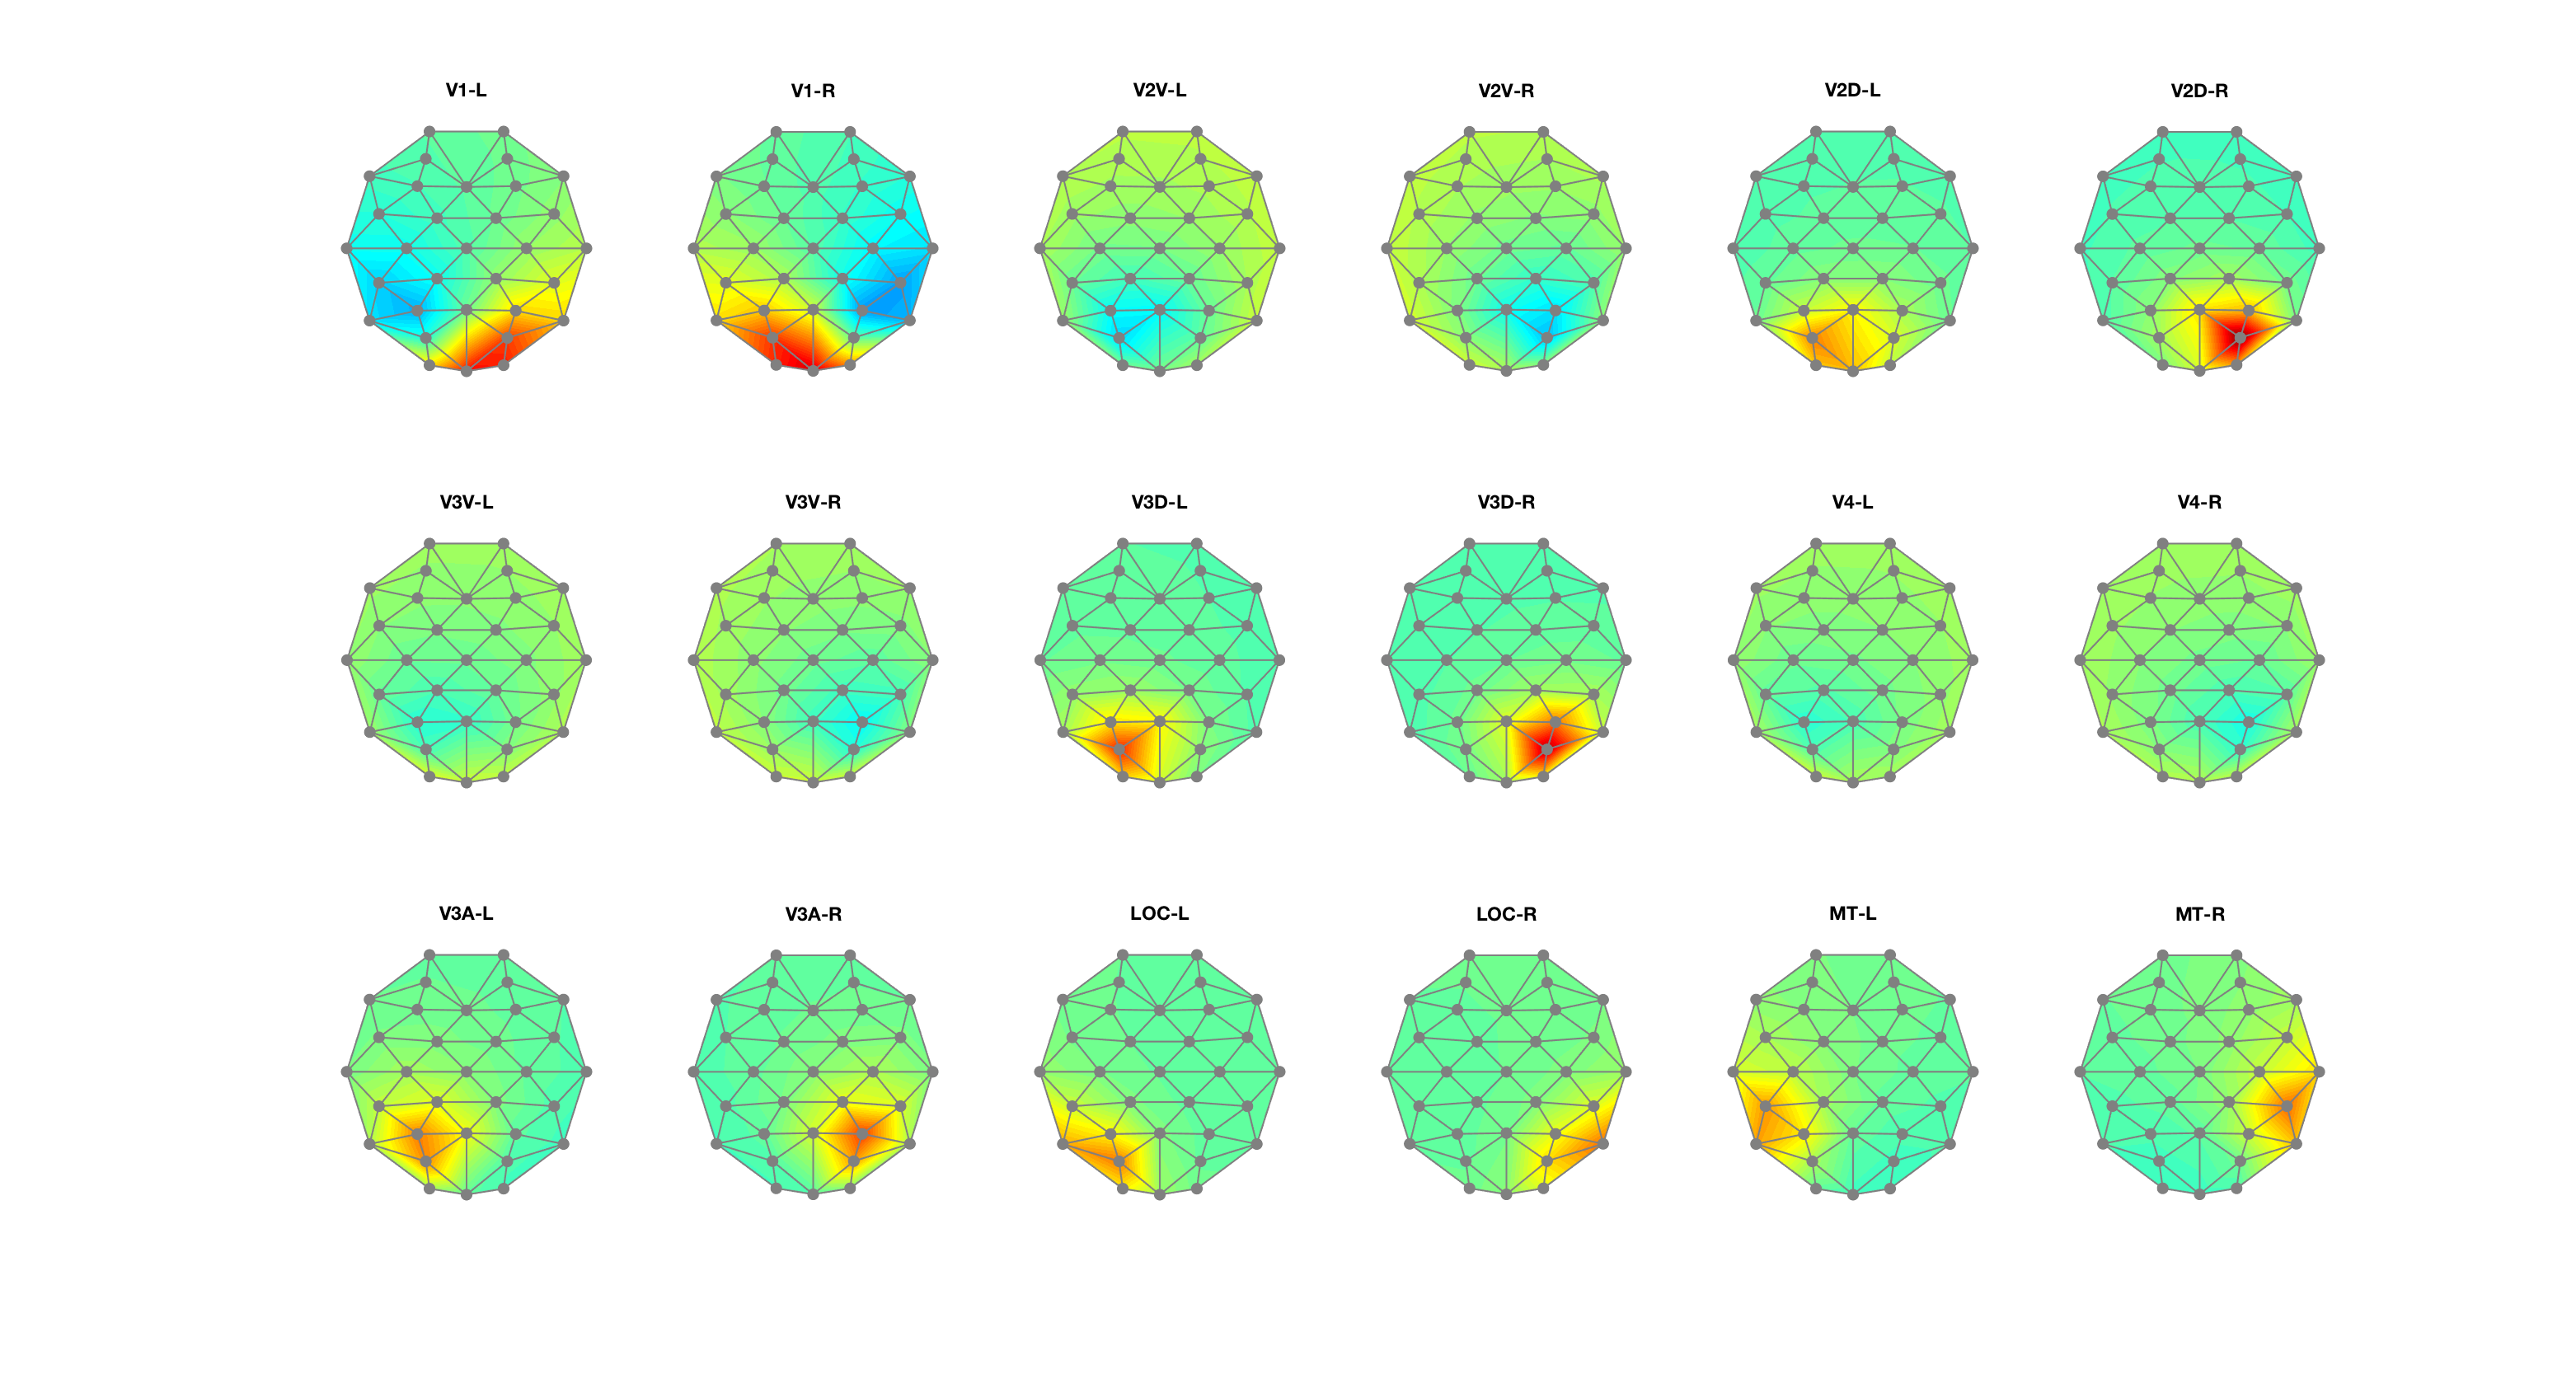 V1-L V1-R V2V-L V2V-R V2D-L V2D-R
V3V-L V3V-R V3D-L V3D-R V4-L V4-R
V3A-L V3A-R LOC-L LOC-R MT-L MT-R